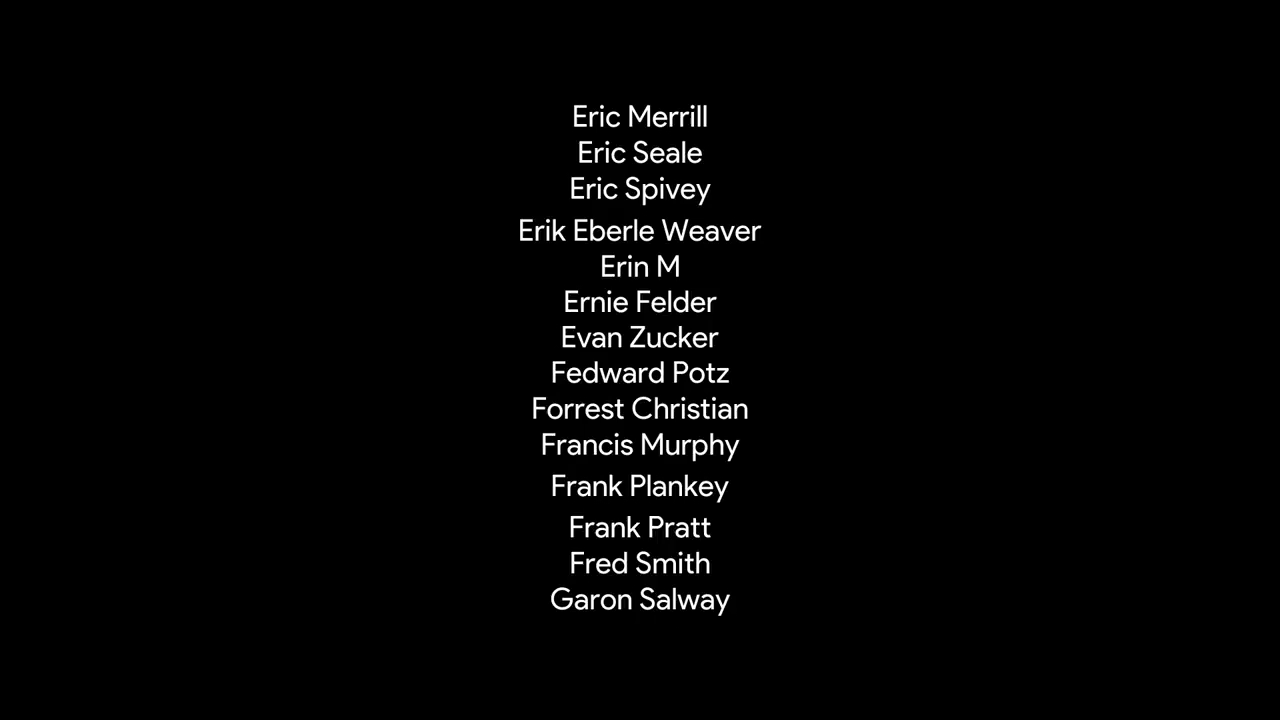 Eric Merrill
Eric Seale
Eric Spivey
Erik Eberle Weaver
Erin M
Ernie Felder
Evan Zucker
Fedward Potz
Forrest Christian
Francis Murphy
Frank Plankey
Frank Pratt
Fred Smith
Garon Salway